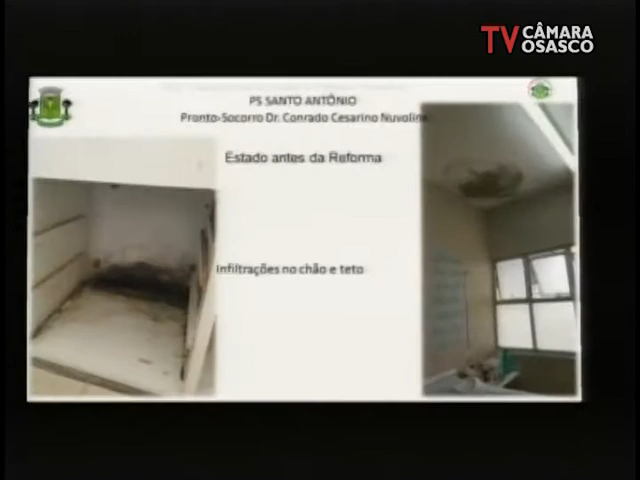 TV CÂMARA
OSASCO
PS SANTO ANTÔNIO
Pronto-Socorro Dr. Conrado Cesarino Nuvolini
Estado antes da Reforma
Infiltrações no chão e teto